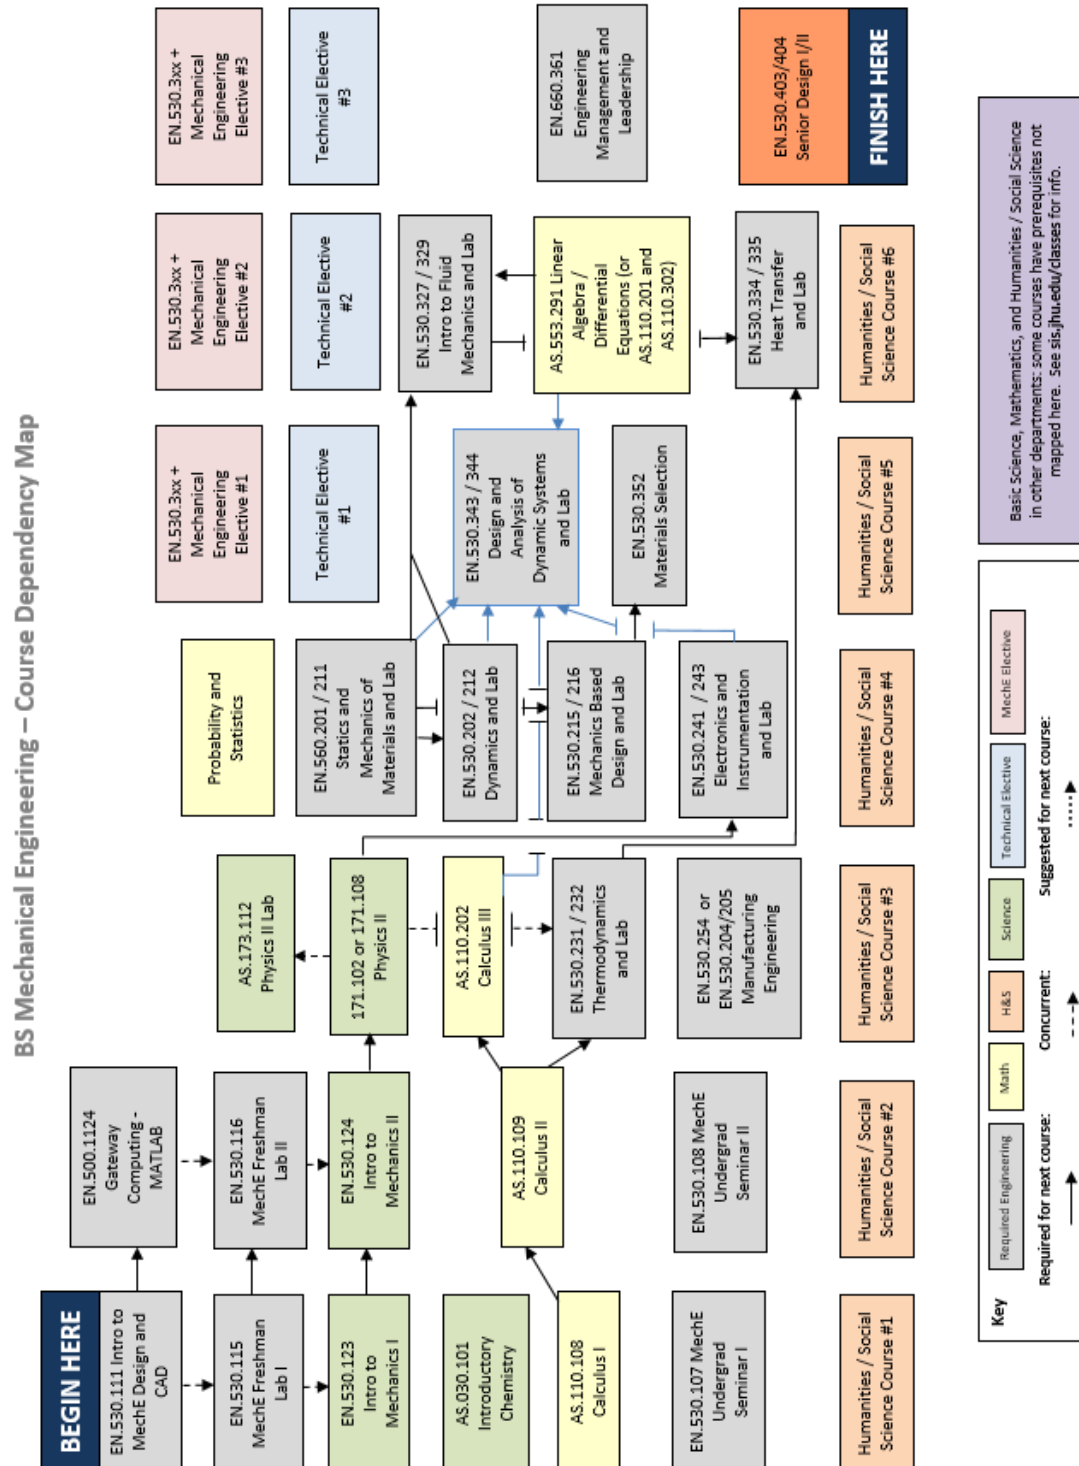 BS Mechanical Engineering – Course Dependency Map
BEGIN HERE
EN.530.111 Intro to
MechE Design and
CAD
EN.530.115
MechE Freshman
Lab I
EN.530.123
Intro to
Mechanics I
AS.030.101
Introductory
Chemistry
AS.110.108
Calculus I
EN.530.107 MechE
Undergrad
Seminar I
Humanities / Social
Science Course #1
EN.500.1124
Gateway
Computing -
MATLAB
EN.530.116
MechE Freshman
Lab II
EN.530.124
Intro to
Mechanics II
AS.110.109
Calculus II
EN.530.108 MechE
Undergrad
Seminar II
Humanities / Social
Science Course #2
AS.173.112
Physics II Lab
171.102 or 171.108
Physics II
AS.110.202
Calculus III
EN.530.231 / 232
Thermodynamics
and Lab
EN.530.254 or
EN.530.204/205
Manufacturing
Engineering
Humanities / Social
Science Course #3
Probability and
Statistics
EN.560.201 / 211
Statics and
Mechanics of
Materials and Lab
EN.530.202 / 212
Dynamics and Lab
EN.530.215 / 216
Mechanics Based
Design and Lab
EN.530.241 / 243
Electronics and
Instrumentation
and Lab
Humanities / Social
Science Course #4
EN.530.3xx +
Mechanical
Engineering
Elective #1
Technical Elective
#1
EN.530.343 / 344
Design and
Analysis of
Dynamic Systems
and Lab
EN.530.352
Materials Selection
Humanities / Social
Science Course #5
EN.530.3xx +
Mechanical
Engineering
Elective #2
Technical Elective
#2
EN.530.327 / 329
Intro to Fluid
Mechanics and Lab
AS.553.291 Linear
Algebra /
Differential
Equations (or
AS.110.201 and
AS.110.302)
EN.530.334 / 335
Heat Transfer
and Lab
Humanities / Social
Science Course #6
EN.530.3xx +
Mechanical
Engineering
Elective #3
Technical Elective
#3
EN.660.361
Engineering
Management and
Leadership
EN.530.403/404
Senior Design I/II
FINISH HERE
Key
Required Engineering
Math
H&S
Science
Technical Elective
MechE Elective
Required for next course:
Concurrent:
Suggested for next course:
Basic Science, Mathematics, and Humanities / Social Science
in other departments: some courses have prerequisites not
mapped here. See sis.jhu.edu/classes for info.